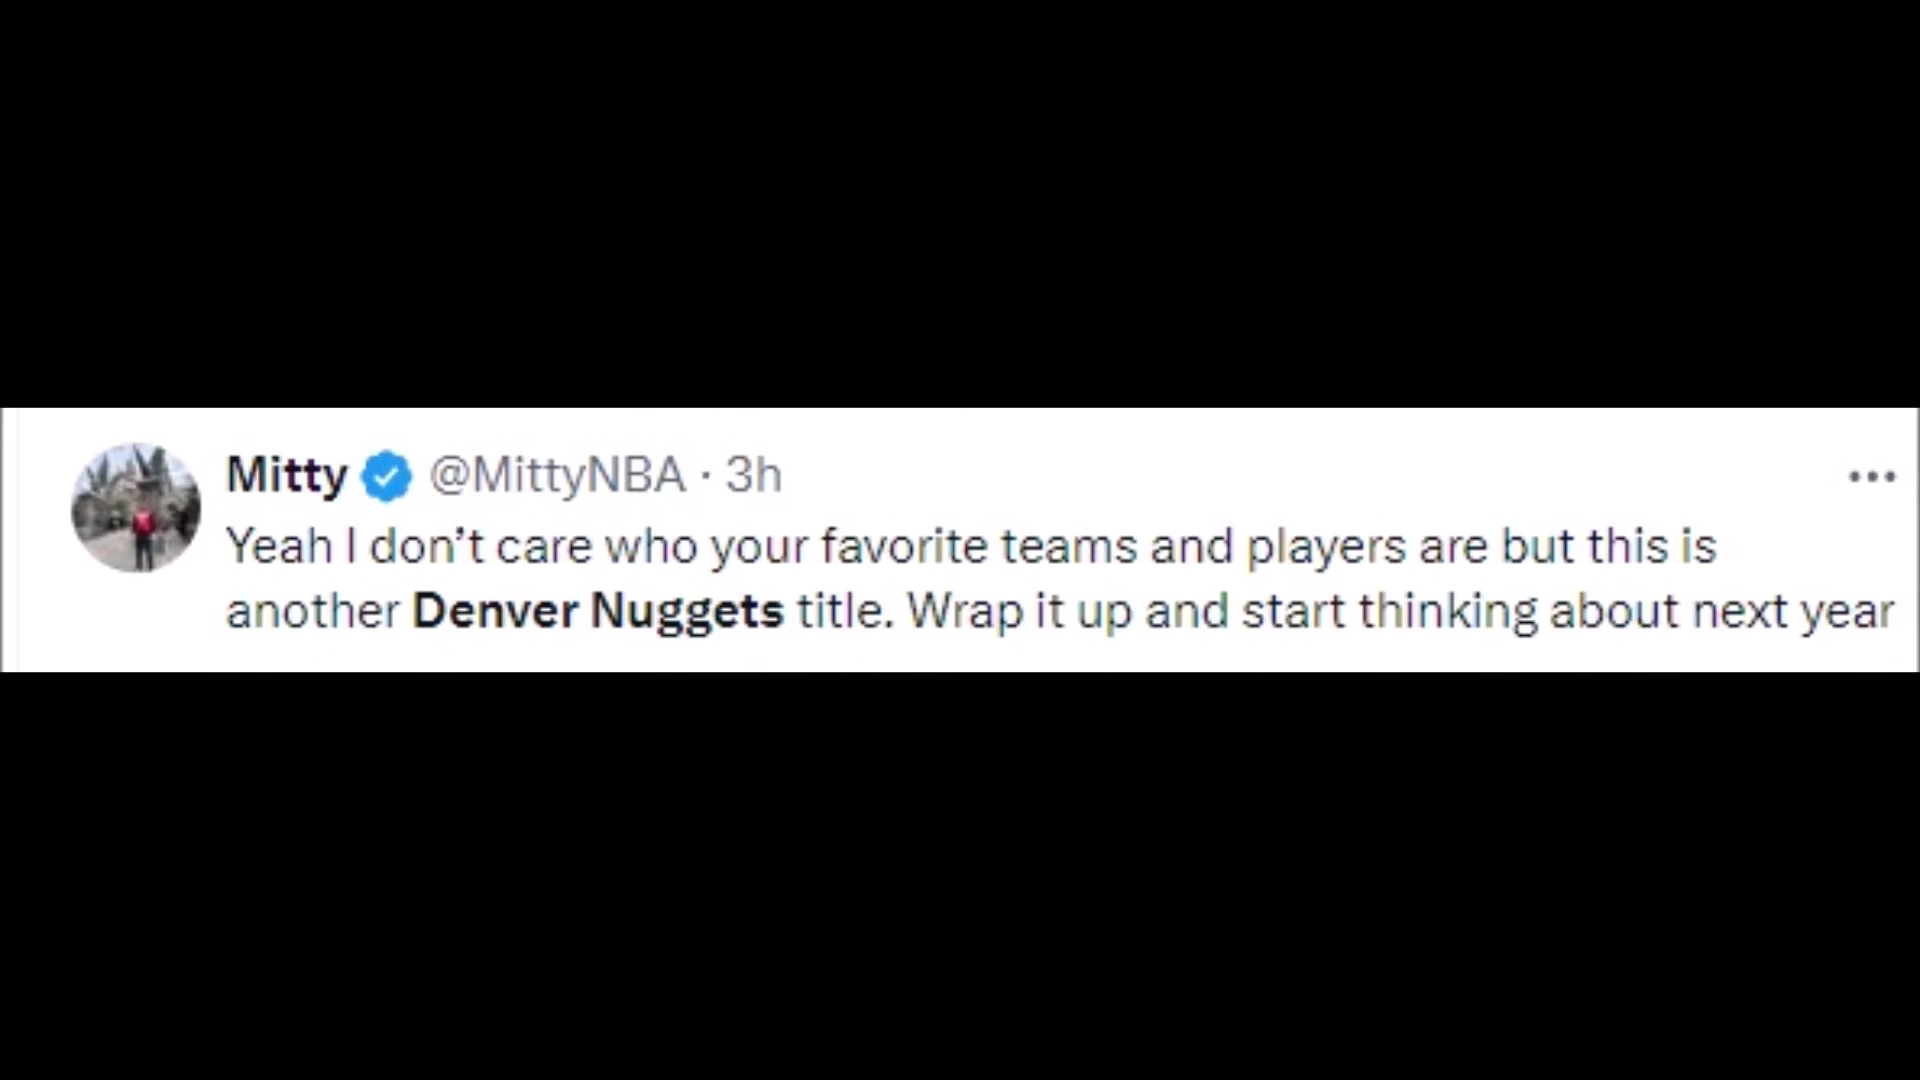 Mitty @MittyNBA · 3h
Yeah I don’t care who your favorite teams and players are but this is
another Denver Nuggets title. Wrap it up and start thinking about next year